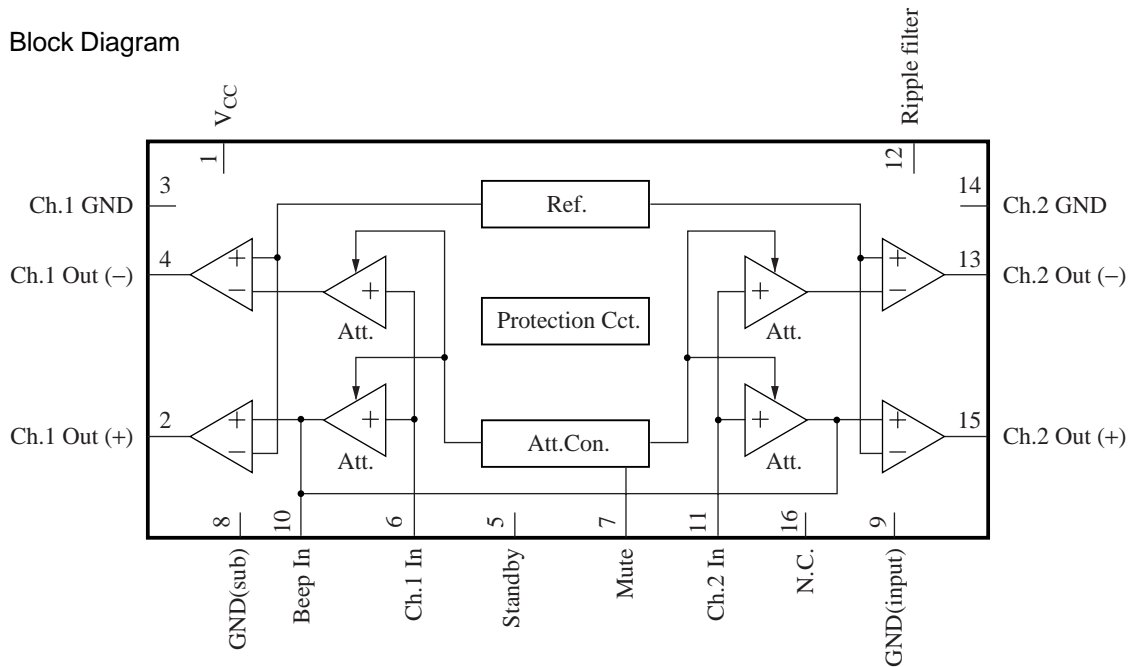 Block Diagram
VCC
Ripple filter
1
12
3
14
Ch.1 GND
Ref.
Ch.2 GND
4
+
+
13
Ch.1 Out (−)
−
+
+
−
Ch.2 Out (−)
Att.
Protection Cct.
Att.
2
+
+
+
+
15
Ch.1 Out (+)
−
Att.Con.
−
Ch.2 Out (+)
Att.
Att.
8
10
6
5
7
11
16
9
GND(sub)
Beep In
Ch.1 In
Standby
Mute
Ch.2 In
N.C.
GND(input)